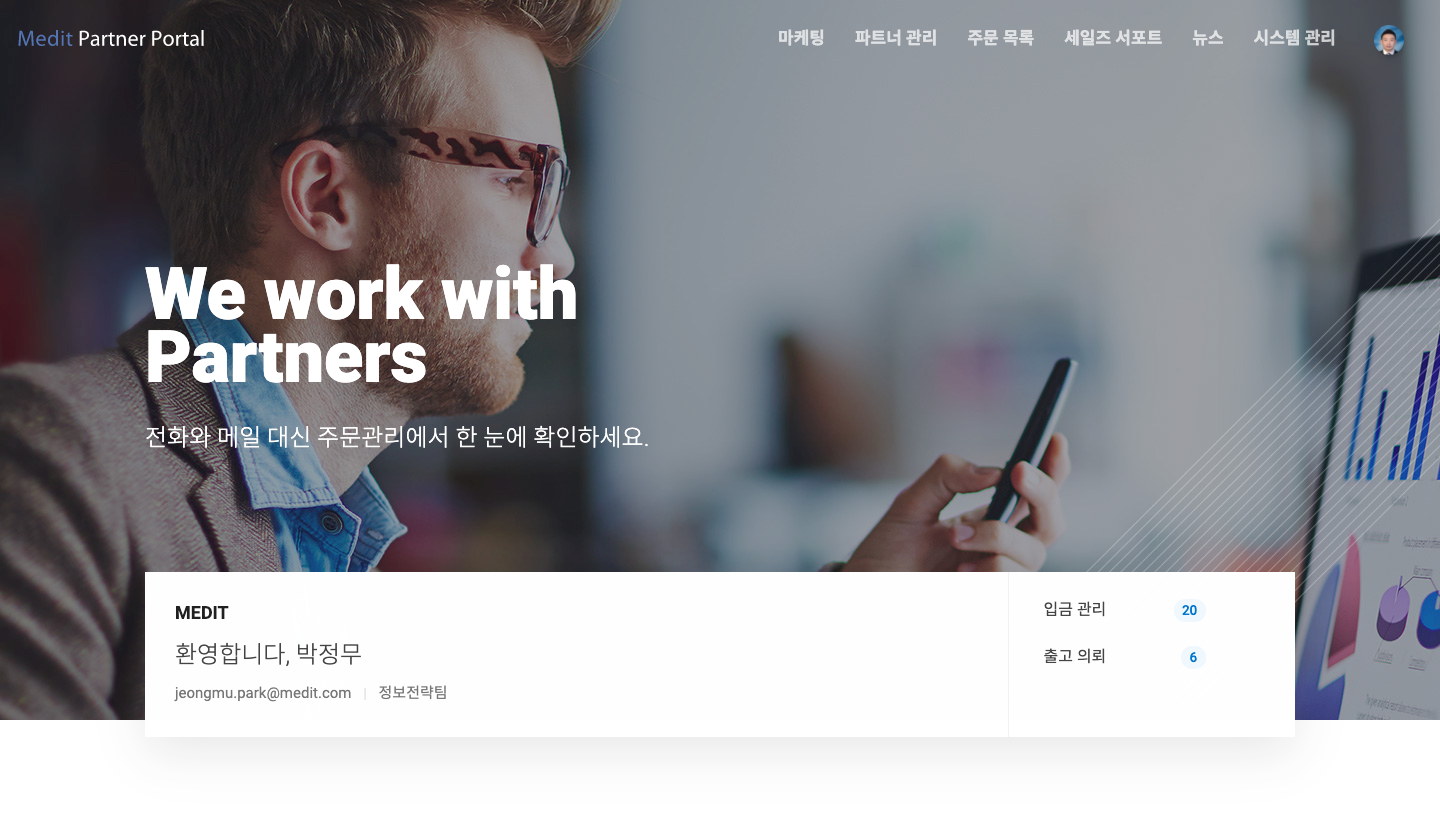 Medit Partner Portal
마케팅 파트너 관리 주문 목록 세일즈 서포트 뉴스 시스템 관리
We work with
Partners
전화와 메일 대신 주문관리에서 한 눈에 확인하세요.
MEDIT
환영합니다, 박정무
jeongmu.park@medit.com | 정보전략팀
입금 관리 20
출고 의뢰 6